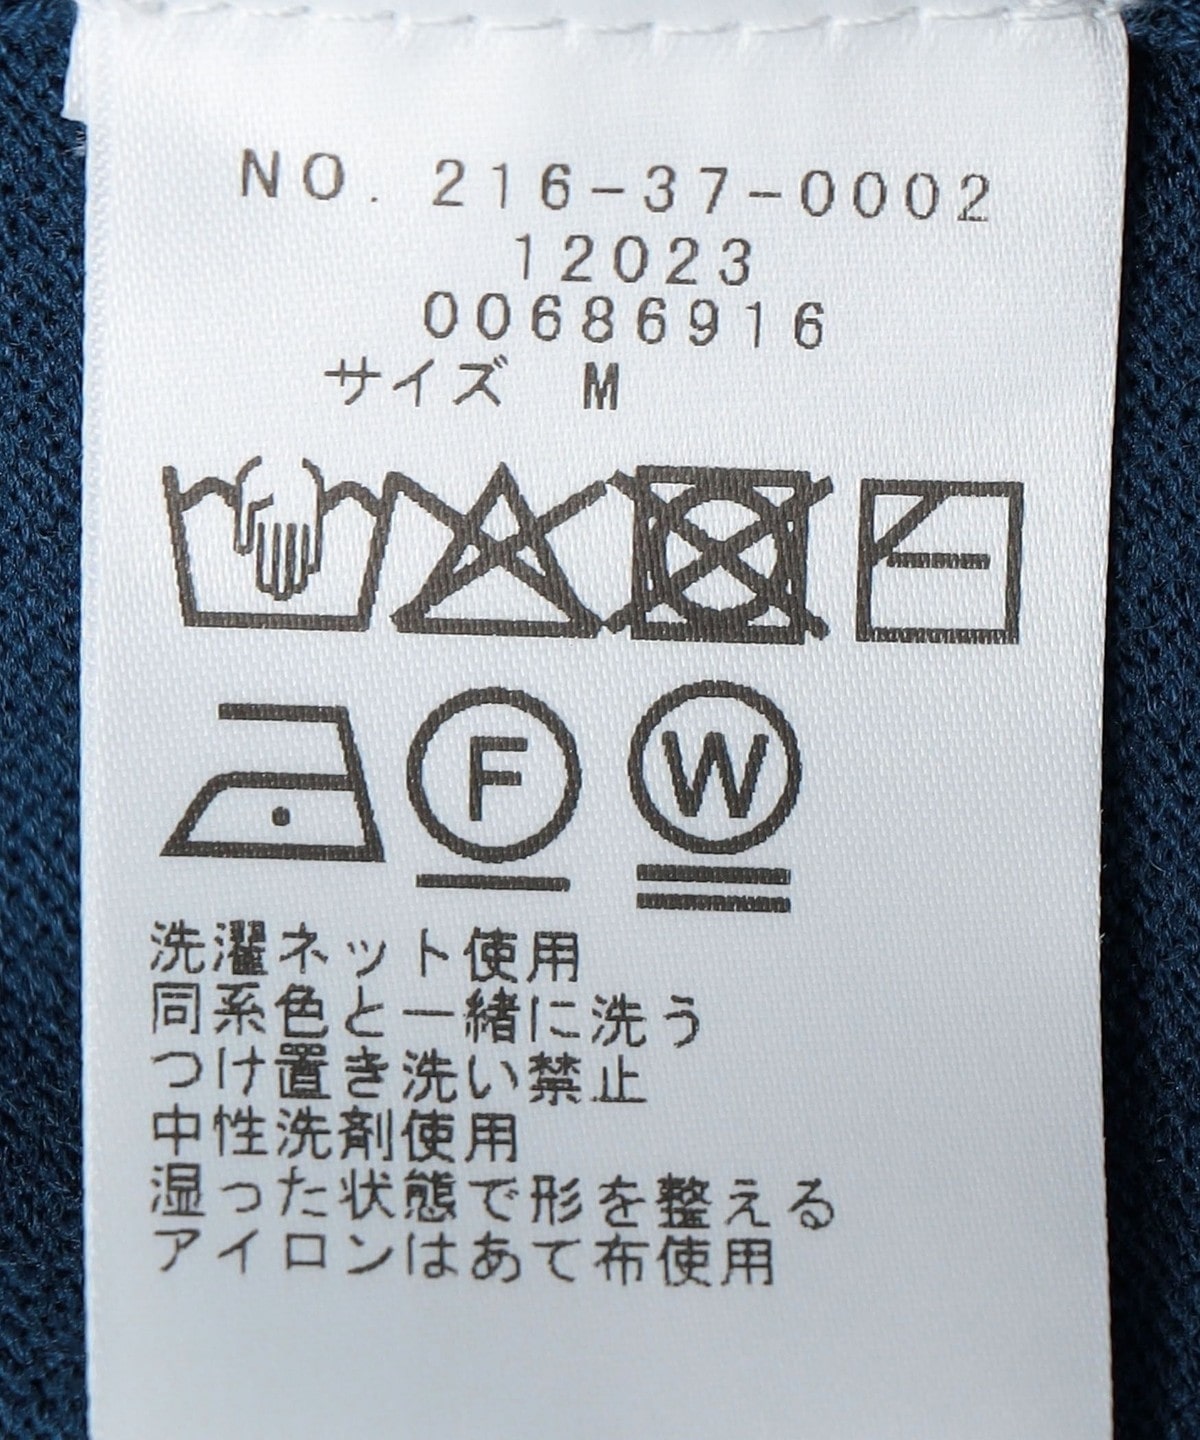 NO. 216-37-0002
12023
00686916
サイズ M
F W
洗濯ネット使用
同系色と一緒に洗う
つけ置き洗い禁止
中性洗剤使用
湿った状態で形を整える
アイロンはあて布使用